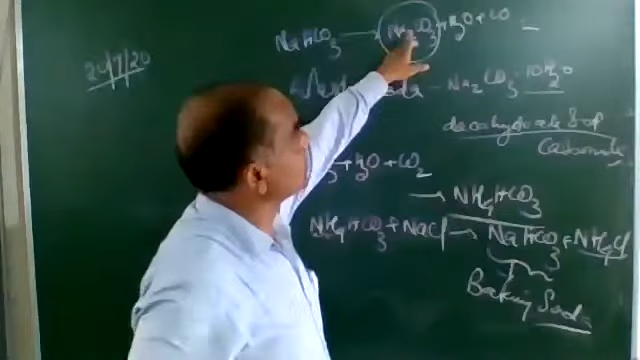 20/7/20
NaHCO3 → Na2CO3 + H2O + CO
Na2CO3 · 10H2O
decahydrate of
Carbonate
3 + H2O + CO2
→ NH4HCO3
NH4HCO3 + NaCl → NaHCO3 + NH4Cl
Baking Soda